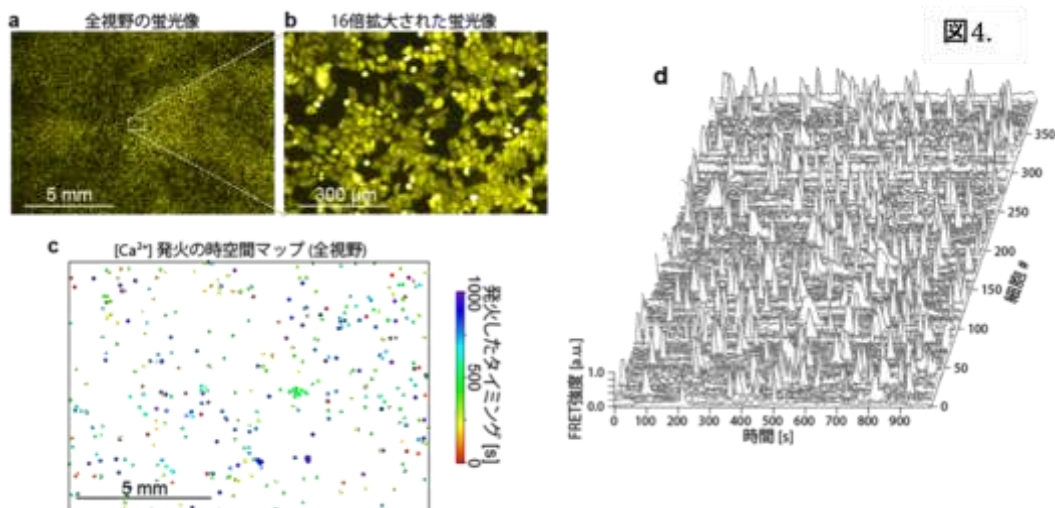 a 全視野の蛍光像
5 mm
b 16倍拡大された蛍光像
300 μm
図4.
c [Ca²⁺] 発火の時空間マップ (全視野)
5 mm
1000
500
0
発火したタイミング [s]
d
350
300
250
200
150
100
50
0
細胞 #
1.0
0.0
FRET強度 [a.u.]
0 100 200 300 400 500 600 700 800 900
時間 [s]